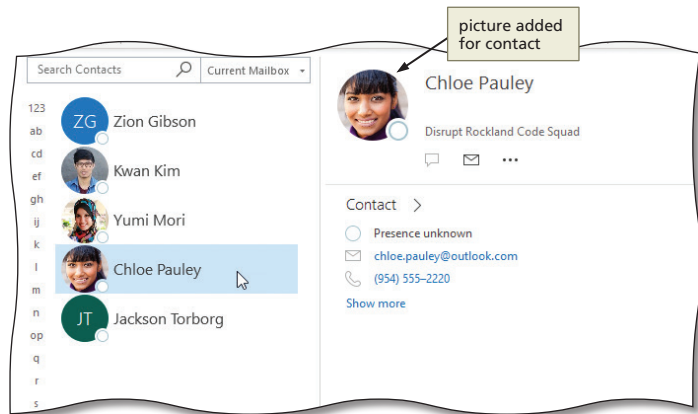 picture added
for contact
Search Contacts
Current Mailbox
123
ab
cd
ef
gh
ij
k
l
m
n
op
q
r
s
ZG Zion Gibson
Kwan Kim
Yumi Mori
Chloe Pauley
JT Jackson Torborg
Chloe Pauley
Disrupt Rockland Code Squad
Contact >
Presence unknown
chloe.pauley@outlook.com
(954) 555–2220
Show more